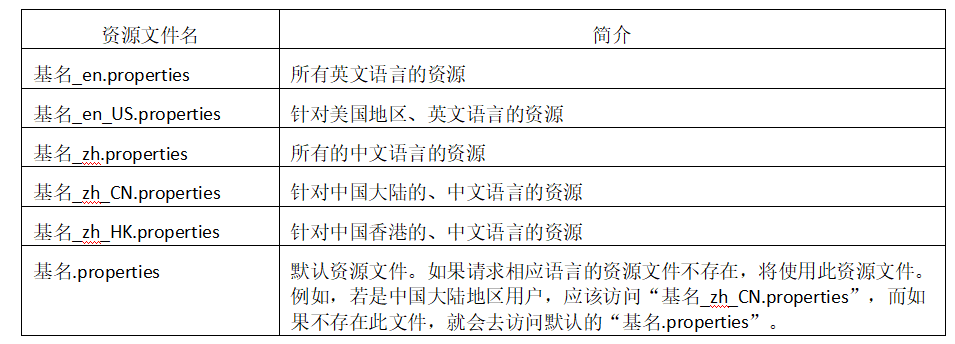 资源文件名 简介
基名_en.properties 所有英文语言的资源
基名_en_US.properties 针对美国地区、英文语言的资源
基名_zh.properties 所有的中文语言的资源
基名_zh_CN.properties 针对中国大陆的、中文语言的资源
基名_zh_HK.properties 针对中国香港的、中文语言的资源
基名.properties 默认资源文件。如果请求相应语言的资源文件不存在，将使用此资源文件。
例如，若是中国大陆地区用户，应该访问“基名_zh_CN.properties”，而如
果不存在此文件，就会去访问默认的“基名.properties”。